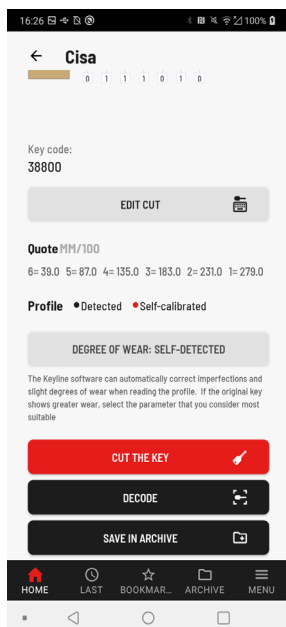 16:26 100%
Cisa
0 1 1 1 0 1 0
Key code:
38800
EDIT CUT
Quote MM/100
6= 39.0 5= 87.0 4= 135.0 3= 183.0 2= 231.0 1= 279.0
Profile Detected Self-calibrated
DEGREE OF WEAR: SELF-DETECTED
The Keyline software can automatically correct imperfections and
slight degrees of wear when reading the profile. If the original key
shows greater wear, select the parameter that you consider most
suitable
CUT THE KEY
DECODE
SAVE IN ARCHIVE
HOME LAST BOOKMAR... ARCHIVE MENU